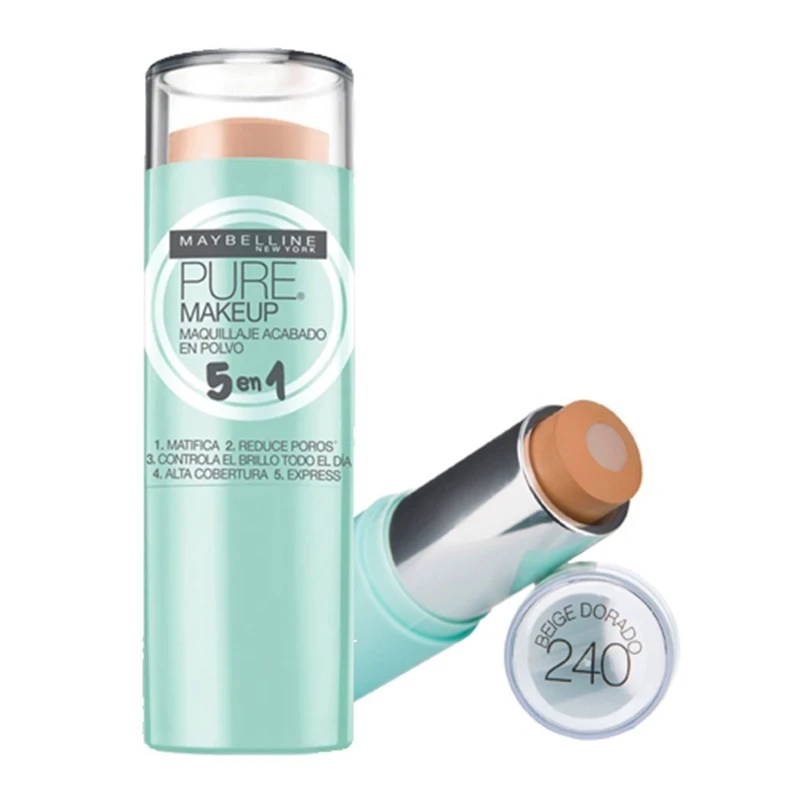 MAYBELLINE
NEW YORK
PURE®
MAKEUP
MAQUILLAJE ACABADO
EN POLVO
5 en 1
1. MATIFICA 2. REDUCE POROS*
3. CONTROLA EL BRILLO TODO EL DÍA
4. ALTA COBERTURA 5. EXPRESS
BEIGE DORADO
240